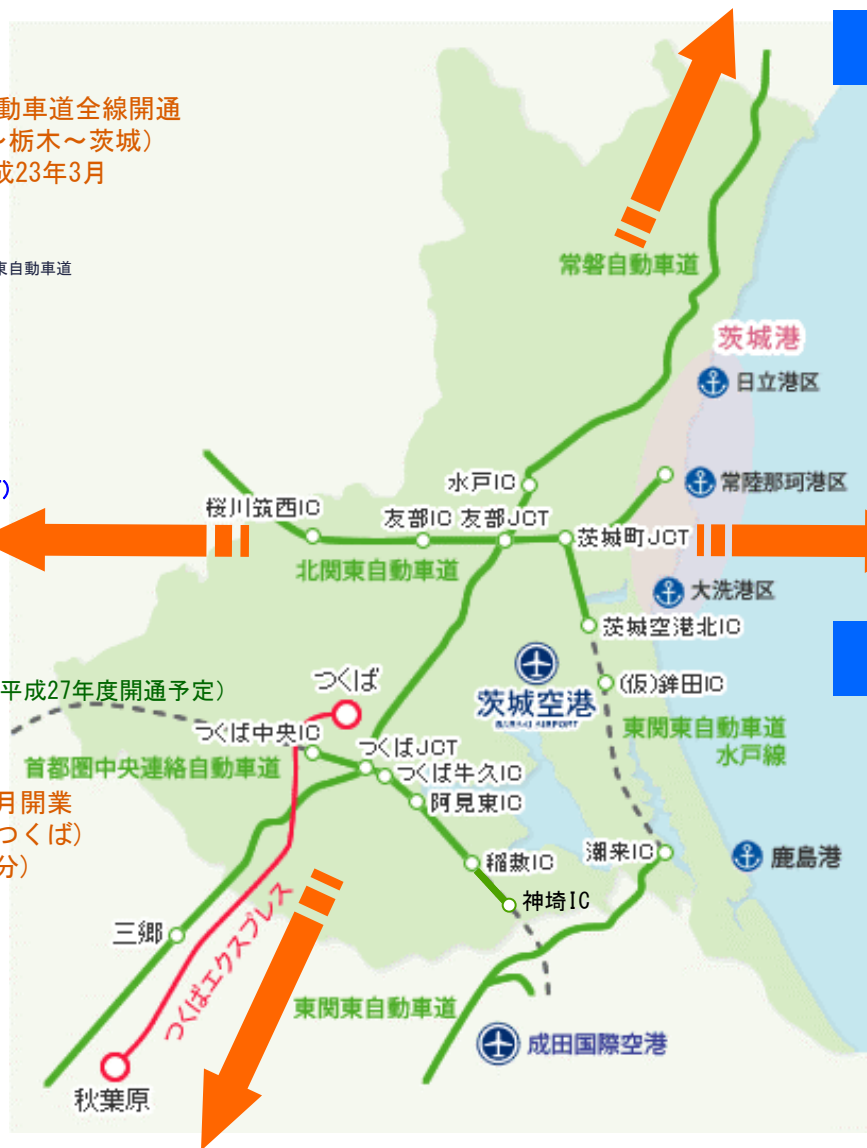 動車道全線開通
～栃木～茨城）
成23年3月
東自動車道
常磐自動車道
茨城港
日立港区
水戸IC
常陸那珂港区
桜川筑西IC
友部IC
友部JCT
茨城町JCT
北関東自動車道
大洗港区
茨城空港北IC
平成27年度開通予定）
つくば
茨城空港
IBARAKI AIRPORT
(仮)鉾田IC
東関東自動車道
水戸線
つくば中央IC
つくばJCT
首都圏中央連絡自動車道
つくば牛久IC
月開業
つくば）
分）
阿見東IC
稲敷IC
潮来IC
鹿島港
神埼IC
三郷
つくばエクスプレス
東関東自動車道
成田国際空港
秋葉原